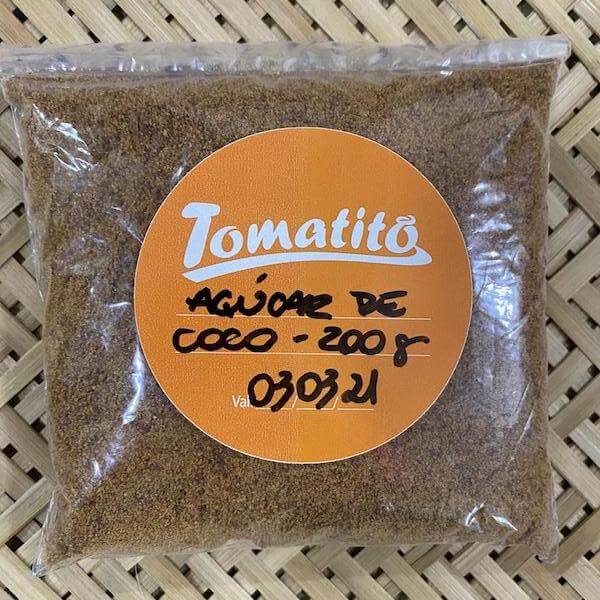 Tomatito
AÇÚCAR DE
COCO - 200g
Val. 03/03/21